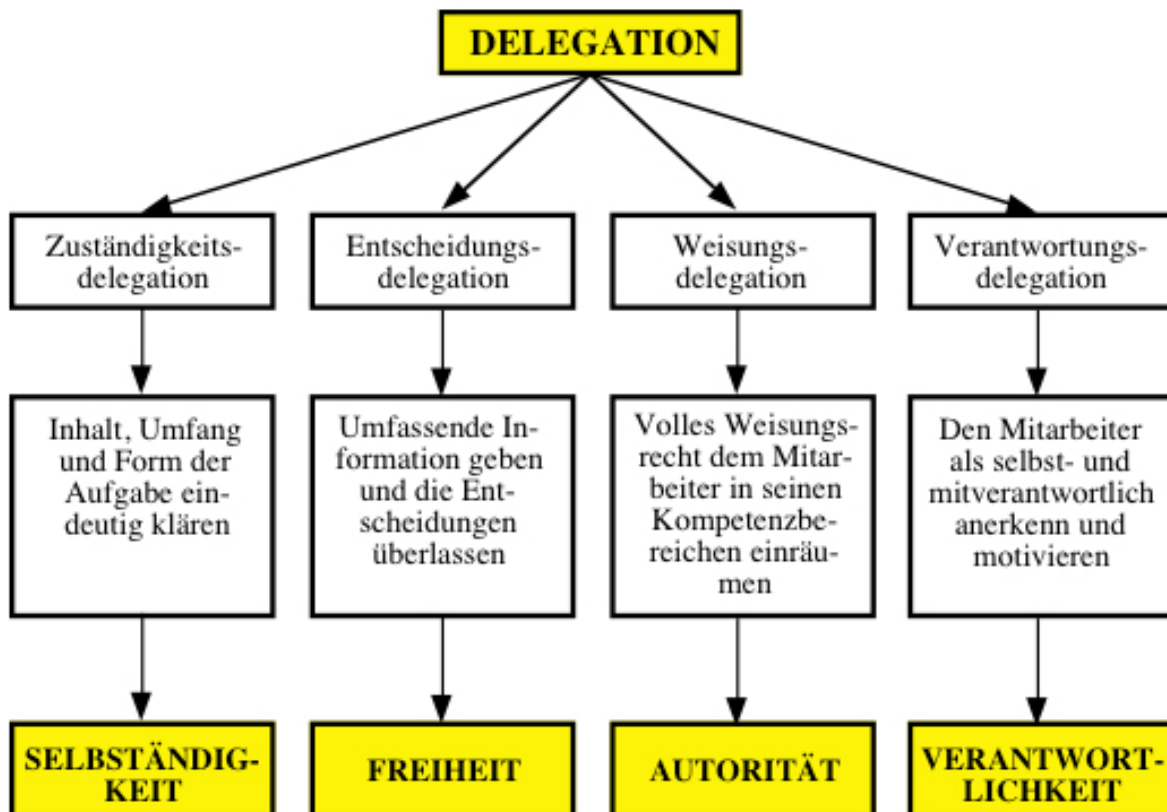 DELEGATION
Zuständigkeits-
delegation
Entscheidungs-
delegation
Weisungs-
delegation
Verantwortungs-
delegation
Inhalt, Umfang
und Form der
Aufgabe ein-
deutig klären
Umfassende In-
formation geben
und die Ent-
scheidungen
überlassen
Volles Weisungs-
recht dem Mitar-
beiter in seinen
Kompetenzbe-
reichen einräu-
men
Den Mitarbeiter
als selbst- und
mitverantwortlich
anerkenn und
motivieren
SELBSTÄNDIG-
KEIT
FREIHEIT
AUTORITÄT
VERANTWORT-
LICHKEIT